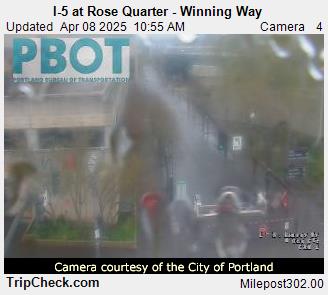 I-5 at Rose Quarter - Winning Way
Updated Apr 08 2025 10:55 AM Camera 4
PBOT
PORTLAND BUREAU OF TRANSPORTATION
Camera courtesy of the City of Portland
TripCheck.com Milepost302.00